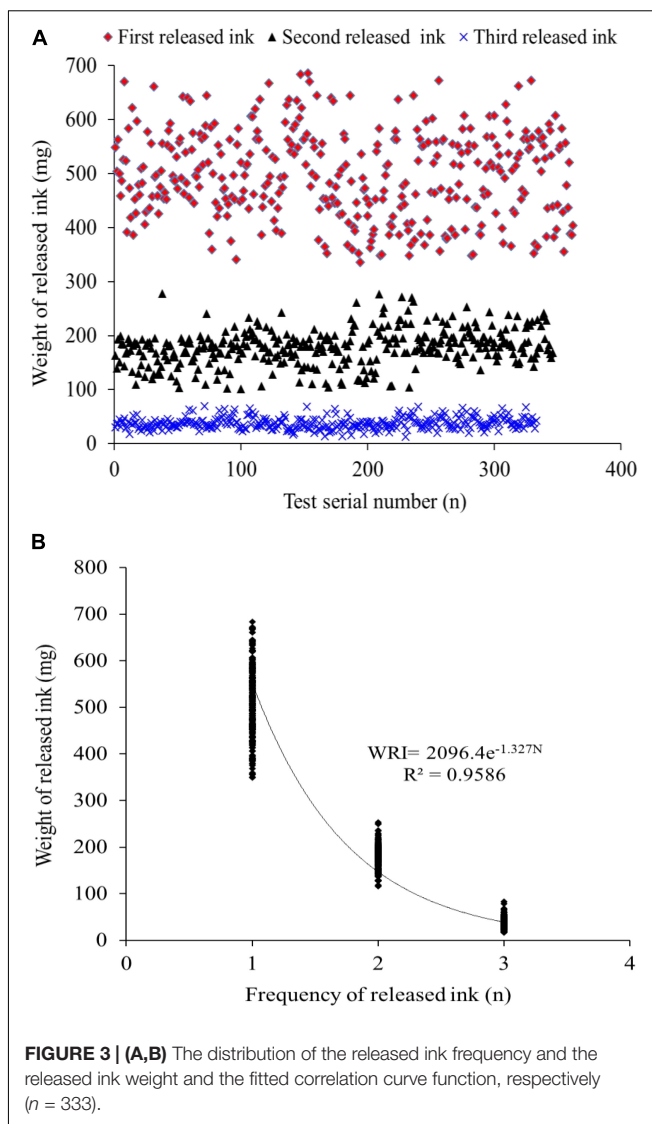 A
First released ink Second released ink Third released ink
700
600
500
400
300
200
100
0
Weight of released ink (mg)
0 100 200 300 400
Test serial number (n)
B
800
700
600
500
400
300
200
100
0
Weight of released ink (mg)
WRI= 2096.4e^-1.327N
R² = 0.9586
0 1 2 3 4
Frequency of released ink (n)
FIGURE 3 | (A,B) The distribution of the released ink frequency and the
released ink weight and the fitted correlation curve function, respectively
(n = 333).